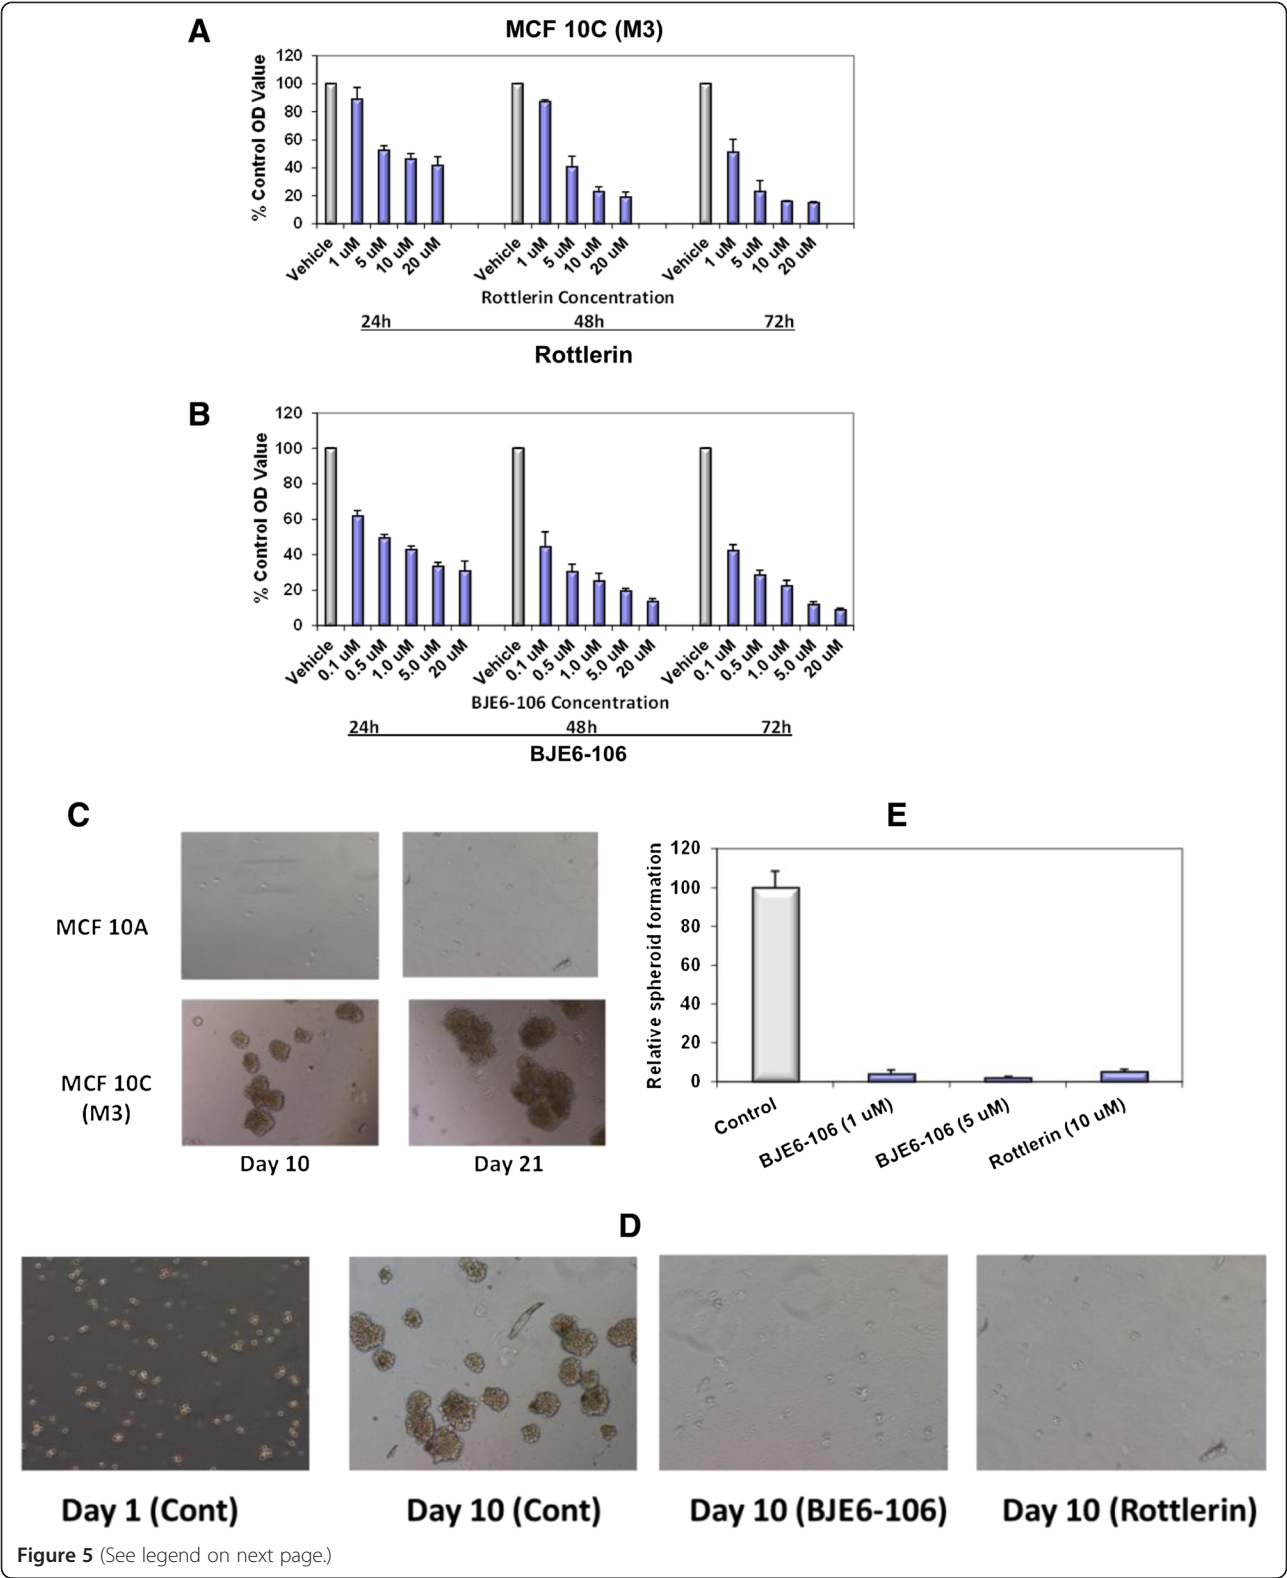 A
MCF 10C (M3)
% Control OD Value
120
100
80
60
40
20
0
Vehicle 1 uM 5 uM 10 uM 20 uM Vehicle 1 uM 5 uM 10 uM 20 uM Vehicle 1 uM 5 uM 10 uM 20 uM
Rottlerin Concentration
24h 48h 72h
Rottlerin
B
% Control OD Value
120
100
80
60
40
20
0
Vehicle 0.1 uM 0.5 uM 1.0 uM 5.0 uM 20 uM Vehicle 0.1 uM 0.5 uM 1.0 uM 5.0 uM 20 uM Vehicle 0.1 uM 0.5 uM 1.0 uM 5.0 uM 20 uM
BJE6-106 Concentration
24h 48h 72h
BJE6-106
C
MCF 10A
MCF 10C
(M3)
Day 10 Day 21
E
Relative spheroid formation
120
100
80
60
40
20
0
Control BJE6-106 (1 uM) BJE6-106 (5 uM) Rottlerin (10 uM)
D
Day 1 (Cont) Day 10 (Cont) Day 10 (BJE6-106) Day 10 (Rottlerin)
Figure 5 (See legend on next page.)